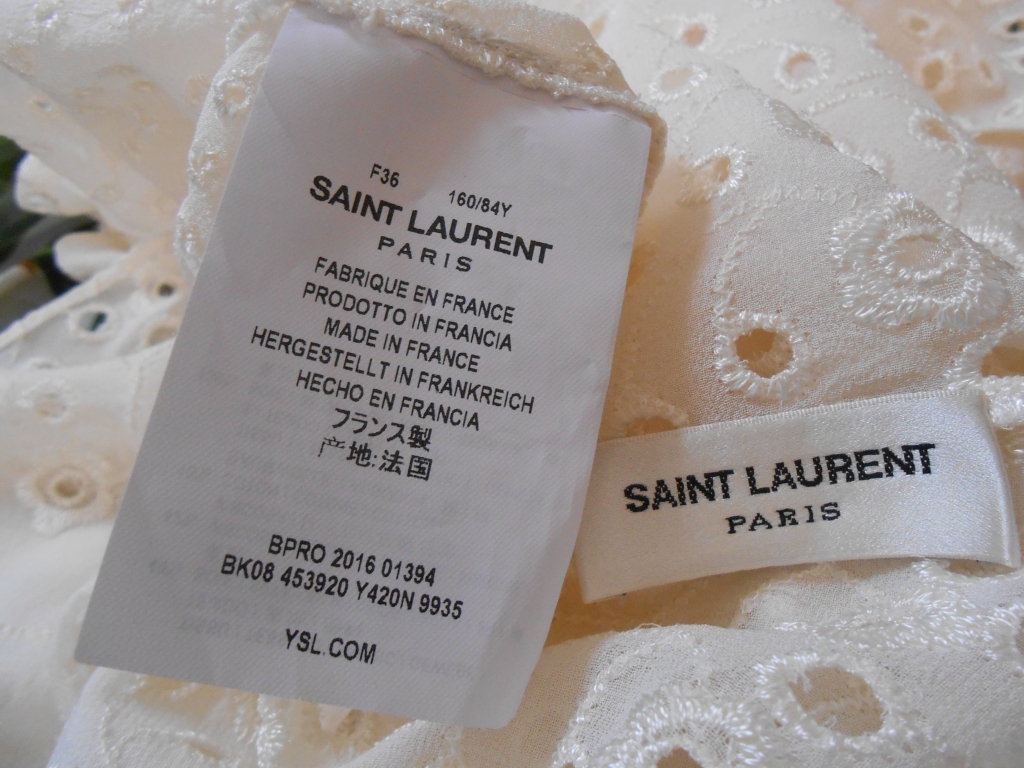 F36 160/84Y
SAINT LAURENT
PARIS
FABRIQUE EN FRANCE
PRODOTTO IN FRANCIA
MADE IN FRANCE
HERGESTELLT IN FRANKREICH
HECHO EN FRANCIA
フランス製
产地:法国
BPRO 2016 01394
BK08 453920 Y420N 9935
YSL.COM
SAINT LAURENT
PARIS